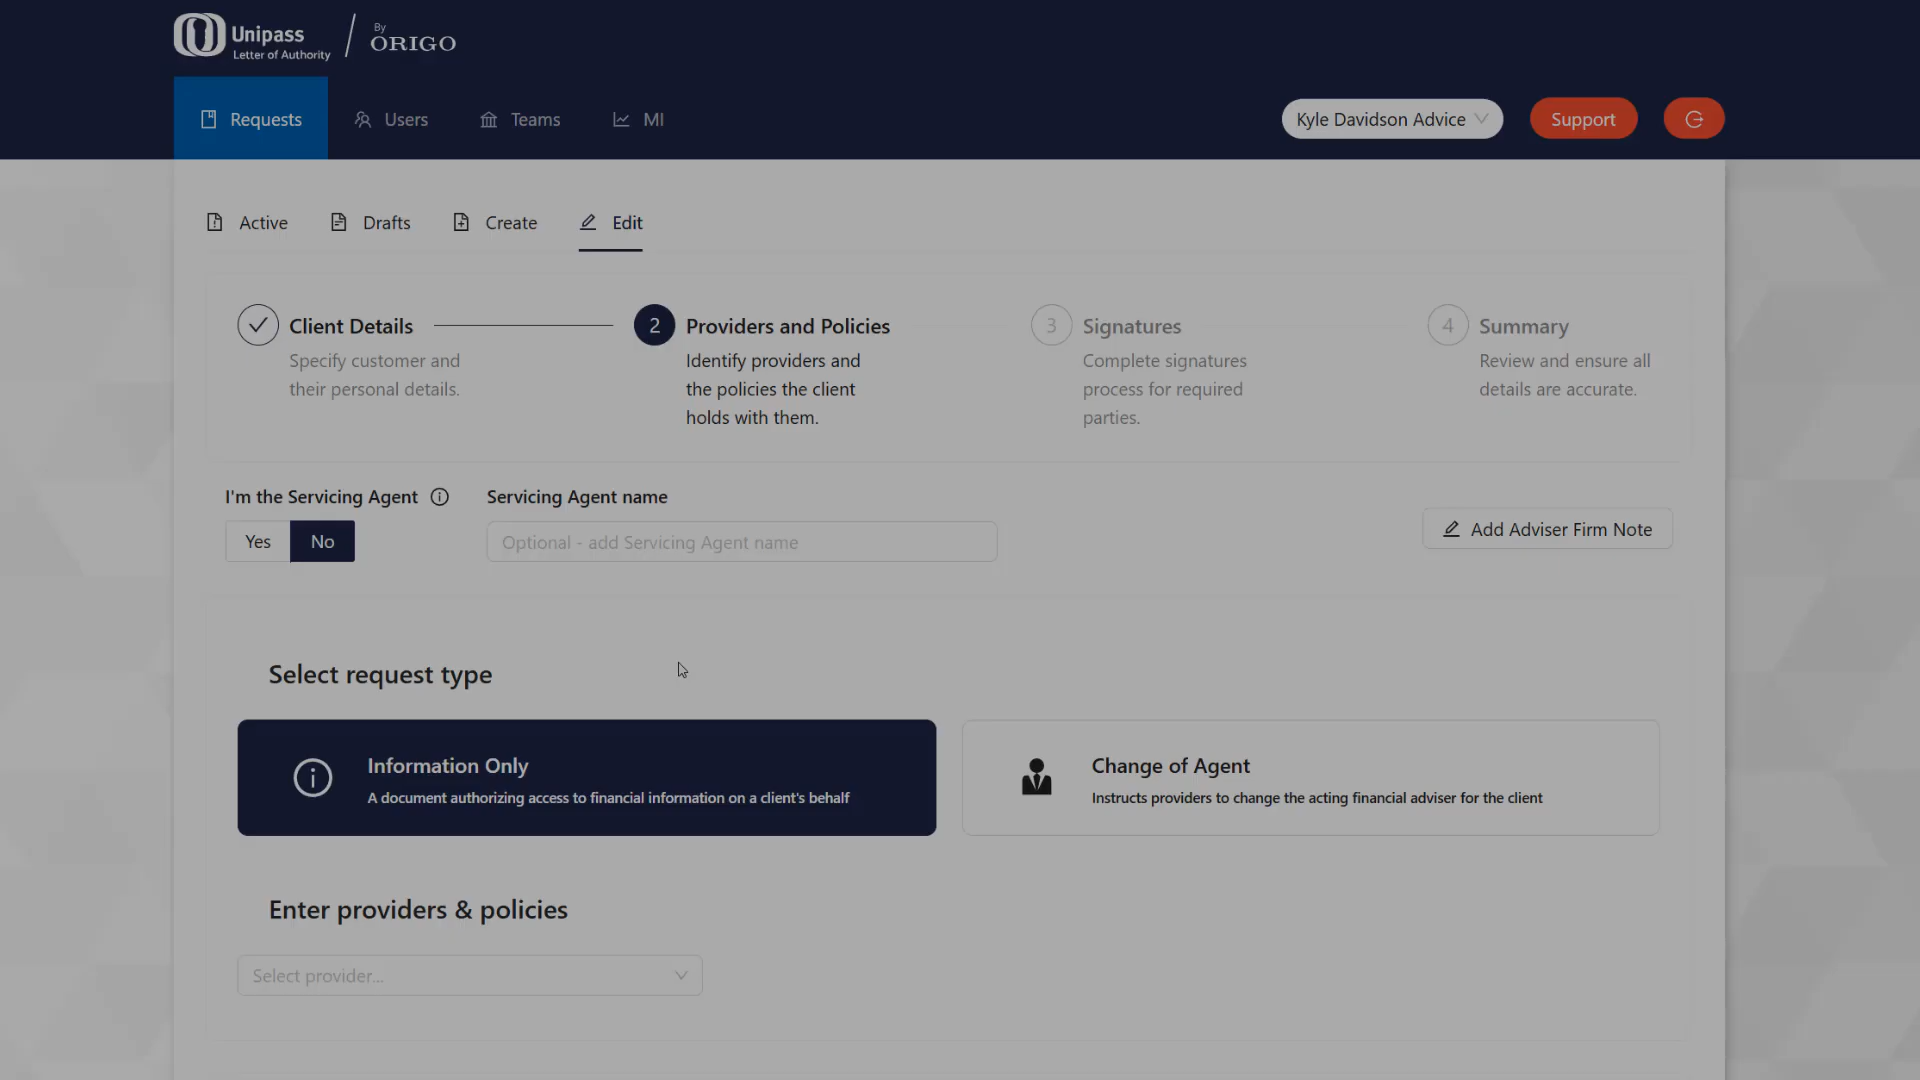 Unipass
Letter of Authority
By
ORIGO
Requests
Users
Teams
MI
Kyle Davidson Advice
Support
Active
Drafts
Create
Edit
Client Details
Specify customer and
their personal details.
2
Providers and Policies
Identify providers and
the policies the client
holds with them.
3
Signatures
Complete signatures
process for required
parties.
4
Summary
Review and ensure all
details are accurate.
I'm the Servicing Agent
Yes
No
Servicing Agent name
Optional - add Servicing Agent name
Add Adviser Firm Note
Select request type
Information Only
A document authorizing access to financial information on a client's behalf
Change of Agent
Instructs providers to change the acting financial adviser for the client
Enter providers & policies
Select provider...